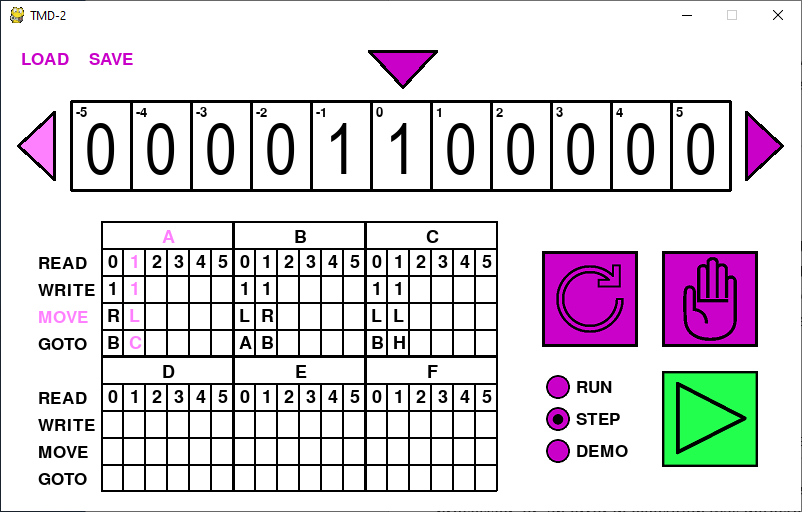 TMD-2
LOAD SAVE
-5 -4 -3 -2 -1 0 1 2 3 4 5
0 0 0 0 1 1 0 0 0 0 0
A B C
READ 0 1 2 3 4 5 0 1 2 3 4 5 0 1 2 3 4 5
WRITE 1 1 1 1 1 1
MOVE R L L R L L
GOTO B C A B B H
D E F
READ 0 1 2 3 4 5 0 1 2 3 4 5 0 1 2 3 4 5
WRITE
MOVE
GOTO
RUN
STEP
DEMO